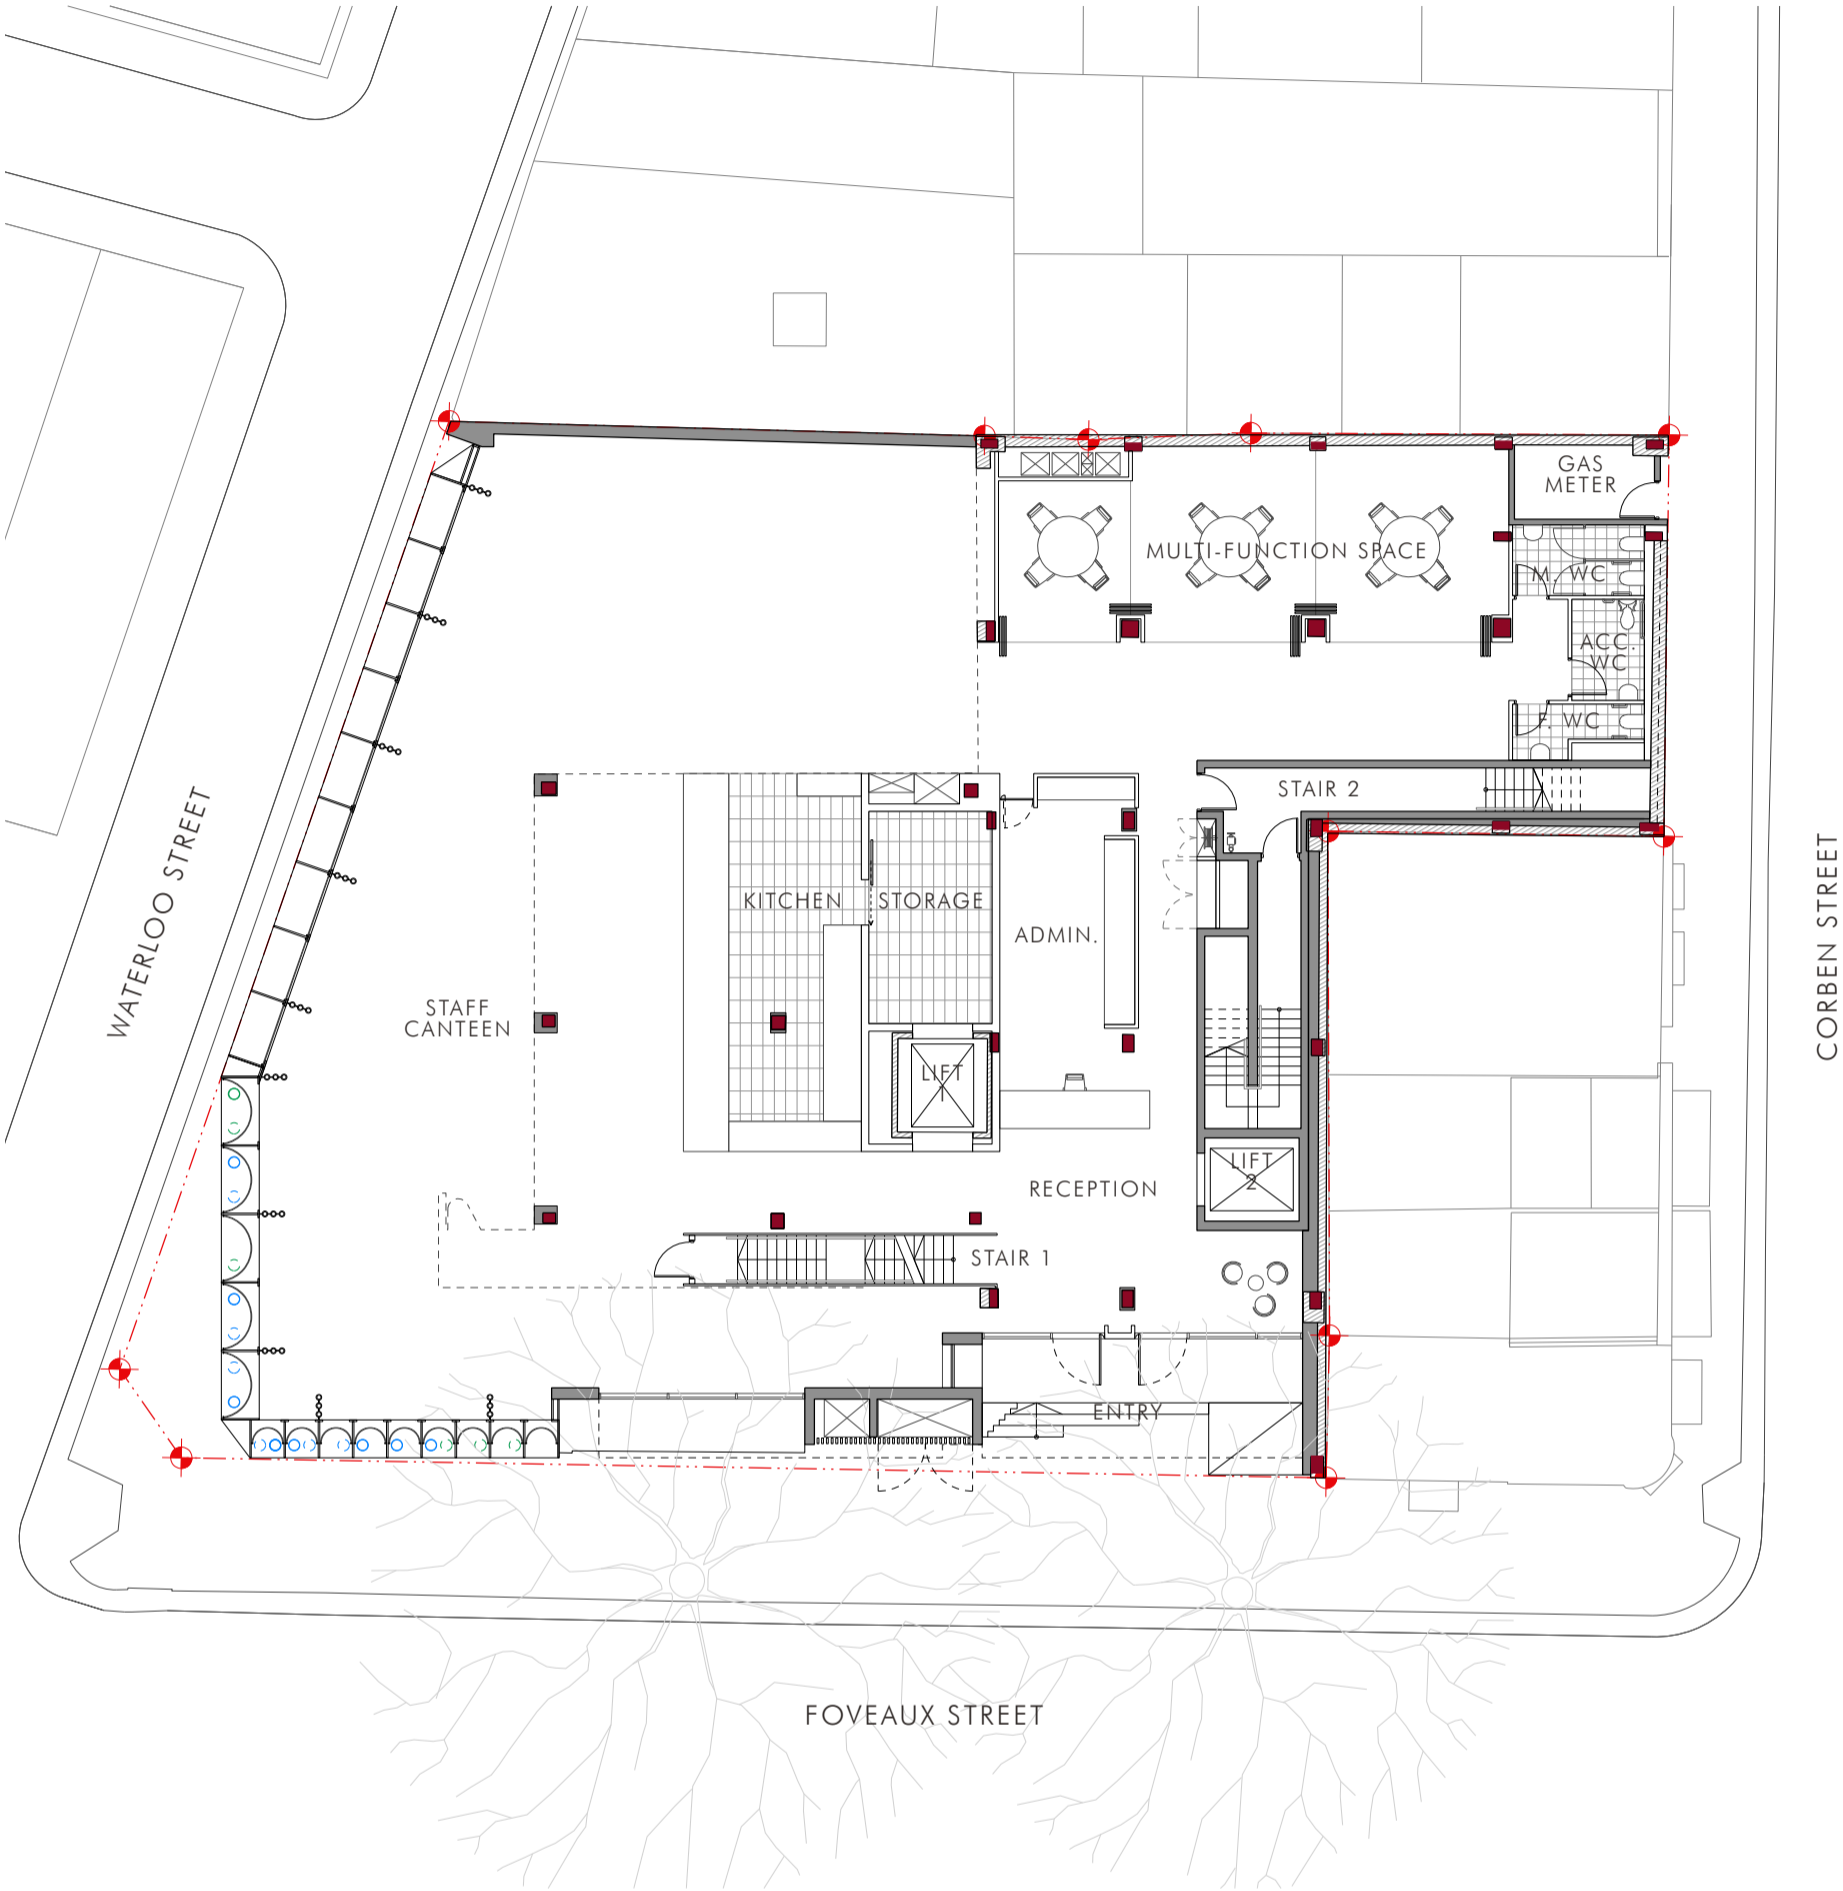 GAS
METER
MULTI-FUNCTION SPACE
M. WC
ACC.
WC
F. WC
STAIR 2
WATERLOO STREET
KITCHEN
STORAGE
ADMIN.
CORBEN STREET
STAFF
CANTEEN
LIFT
1
LIFT
2
RECEPTION
STAIR 1
ENTRY
FOVEAUX STREET